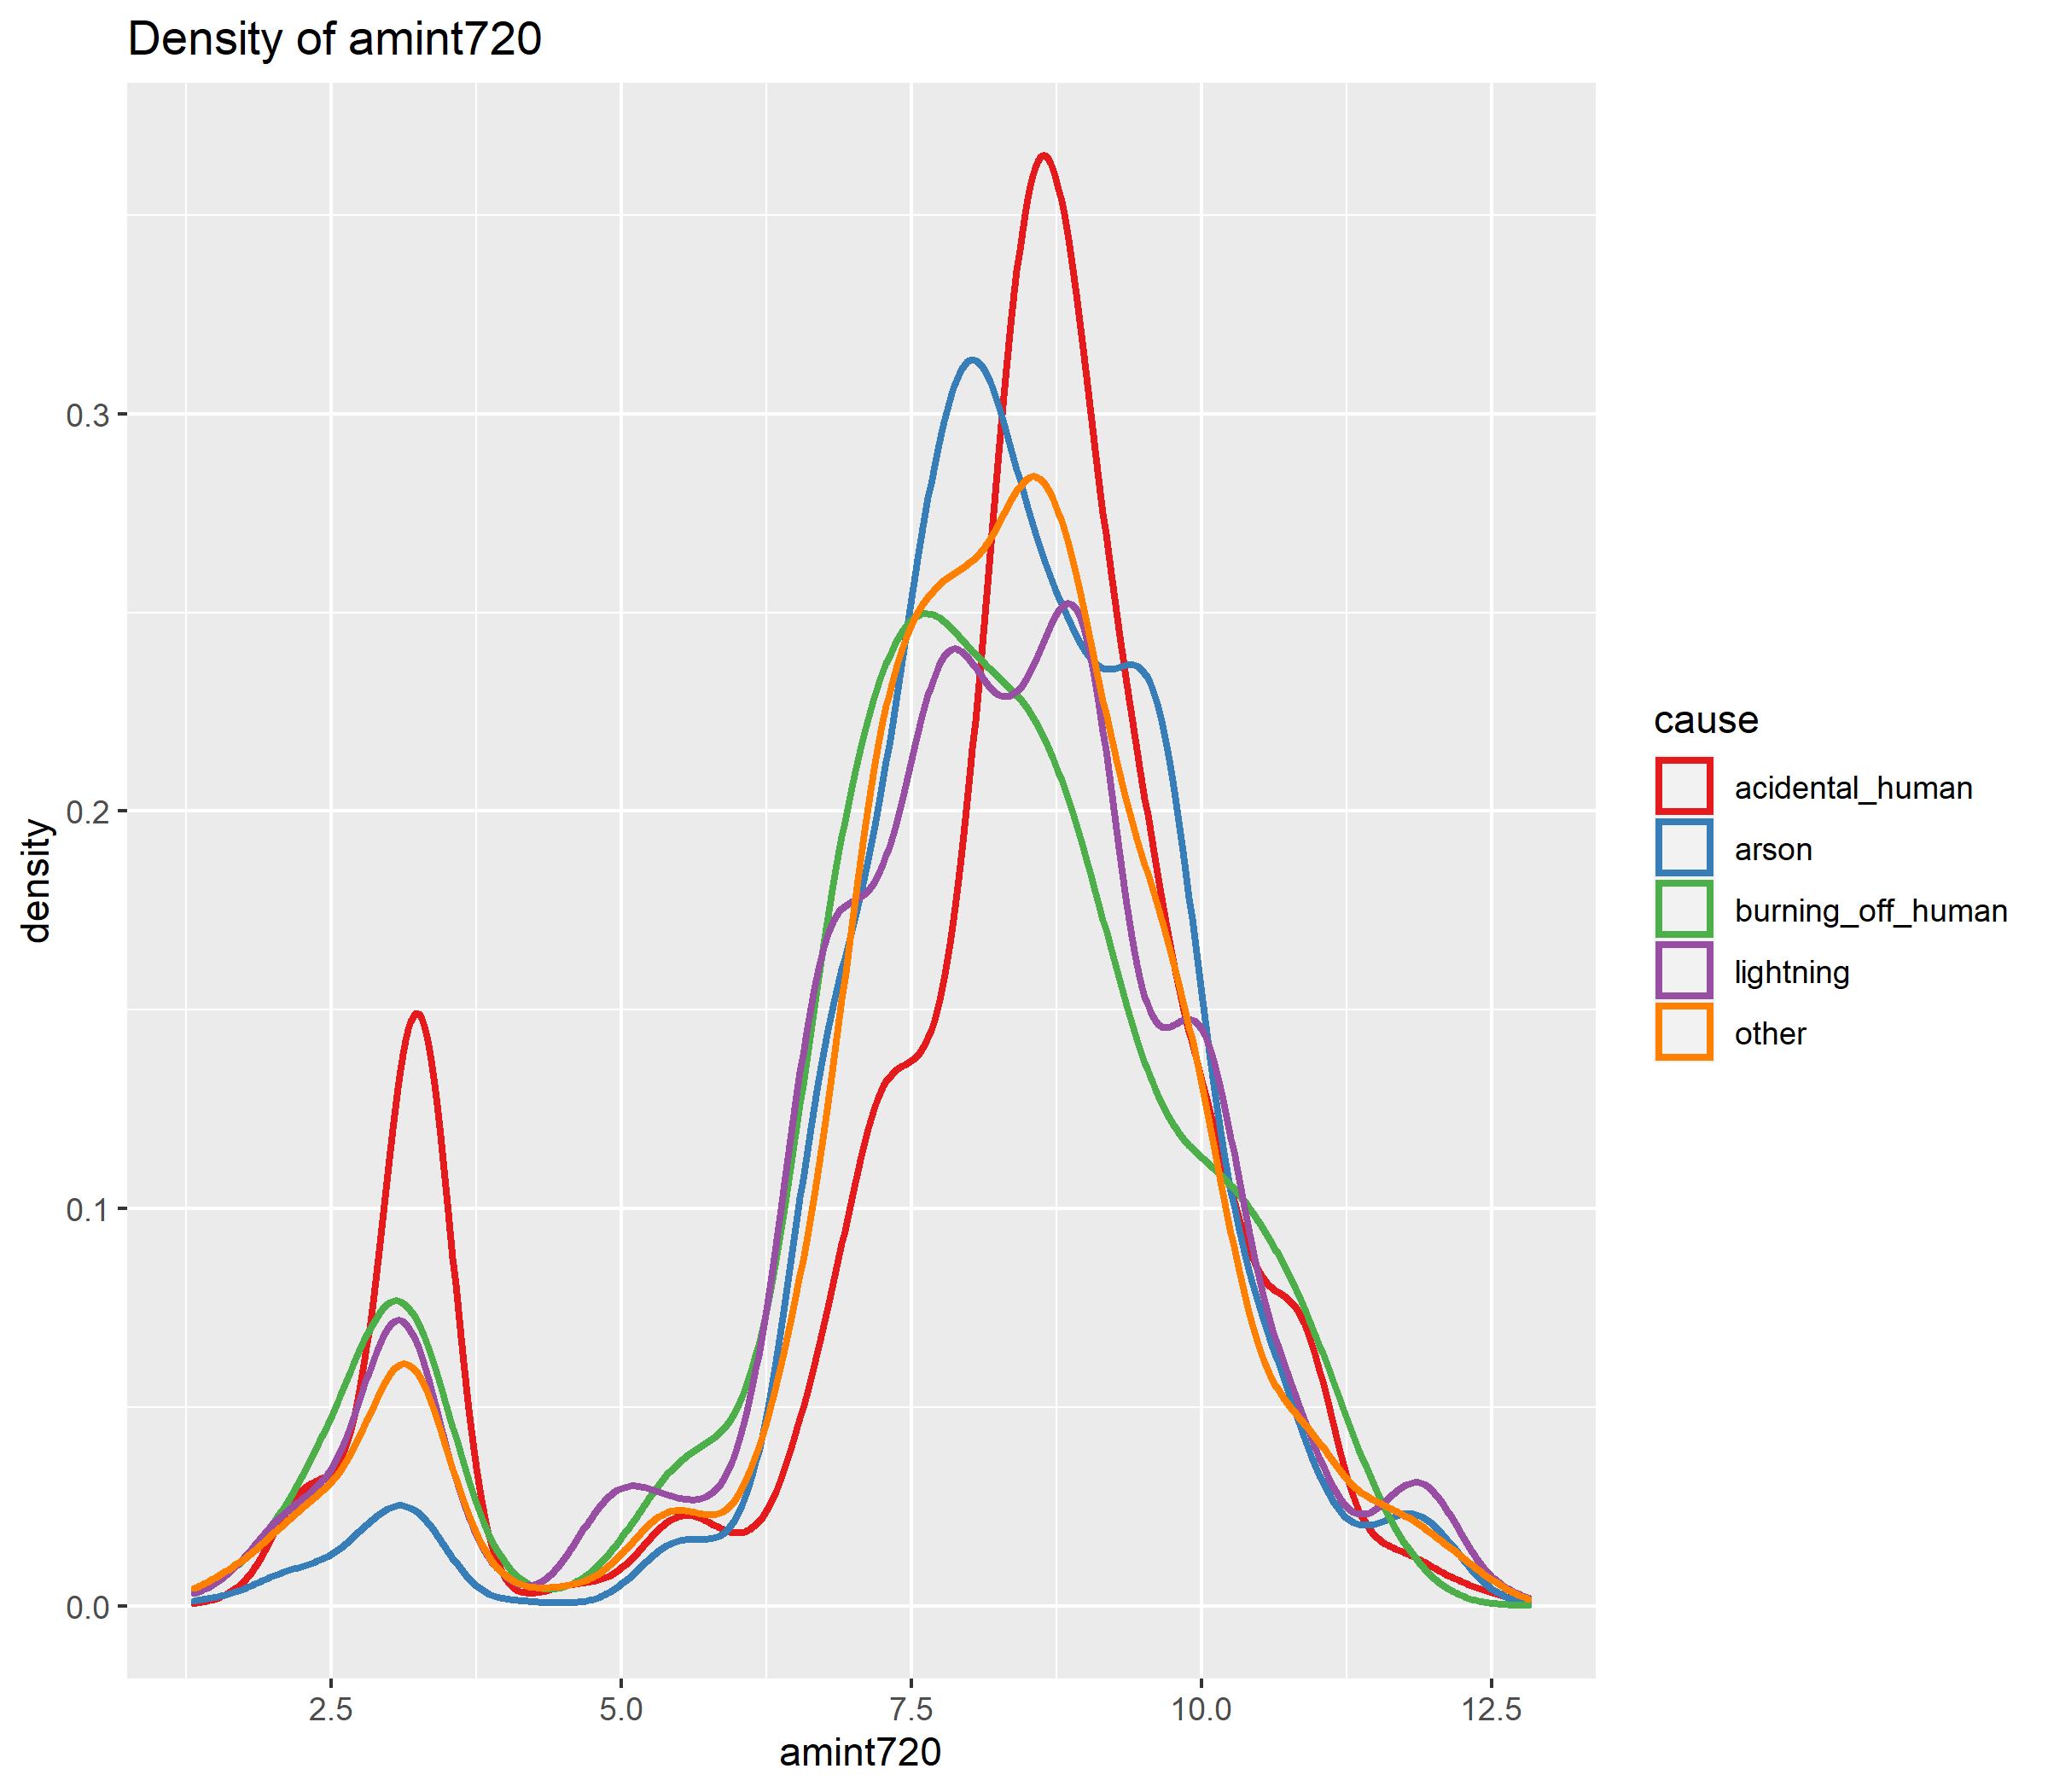 Density of amint720
density
0.3
0.2
0.1
0.0
2.5 5.0 7.5 10.0 12.5
amint720
cause
acidental_human
arson
burning_off_human
lightning
other